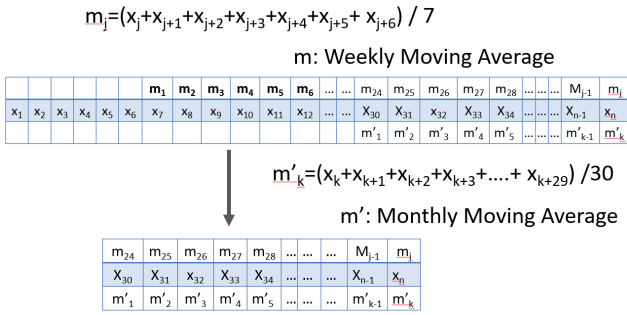 mj=(xj+xj+1+xj+2+xj+3+xj+4+xj+5+ xj+6) / 7
m: Weekly Moving Average
m1 m2 m3 m4 m5 m6 ... ... m24 m25 m26 m27 m28 ... ... ... Mj-1 mj
x1 x2 x3 x4 x5 x6 x7 x8 x9 x10 x11 x12 ... ... X30 X31 x32 X33 X34 ... ... ... Xn-1 xn
m'1 m'2 m'3 m'4 m'5 ... ... ... m'k-1 m'k
m'k=(xk+xk+1+xk+2+xk+3+....+ xk+29) /30
m': Monthly Moving Average
m24 m25 m26 m27 m28 ... ... ... Mj-1 mj
X30 X31 x32 X33 X34 ... ... ... Xn-1 xn
m'1 m'2 m'3 m'4 m'5 ... ... ... m'k-1 m'k